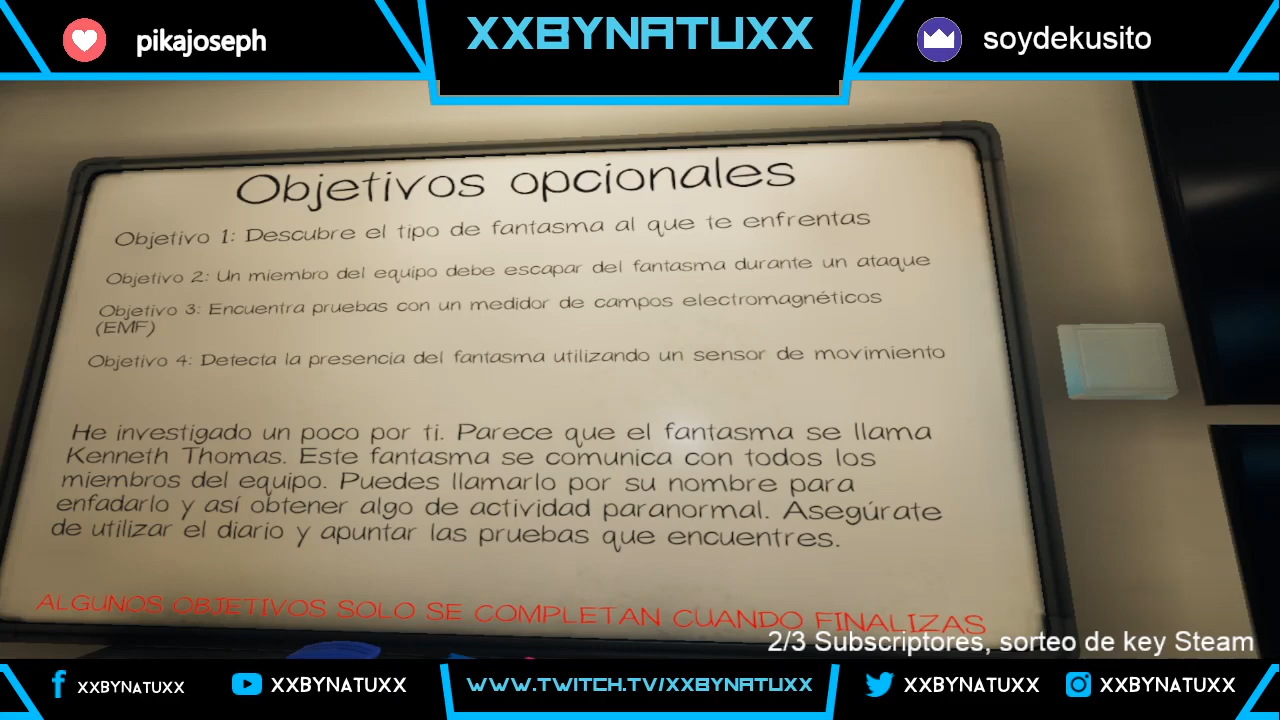 pikajoseph
XXBYNATUXX
soydekusito
Objetivos opcionales
Objetivo 1: Descubre el tipo de fantasma al que te enfrentas
Objetivo 2: Un miembro del equipo debe escapar del fantasma durante un ataque
Objetivo 3: Encuentra pruebas con un medidor de campos electromagnéticos
(EMF)
Objetivo 4: Detecta la presencia del fantasma utilizando un sensor de movimiento
He investigado un poco por ti. Parece que el fantasma se llama
Kenneth Thomas. Este fantasma se comunica con todos los
miembros del equipo. Puedes llamarlo por su nombre para
enfadarlo y así obtener algo de actividad paranormal. Asegúrate
de utilizar el diario y apuntar las pruebas que encuentres.
ALGUNOS OBJETIVOS SOLO SE COMPLETAN CUANDO FINALIZAS
2/3 Subscriptores, sorteo de key Steam
XXBYNATUXX
XXBYNATUXX
WWW.TWITCH.TV/XXBYNATUXX
XXBYNATUXX
XXBYNATUXX